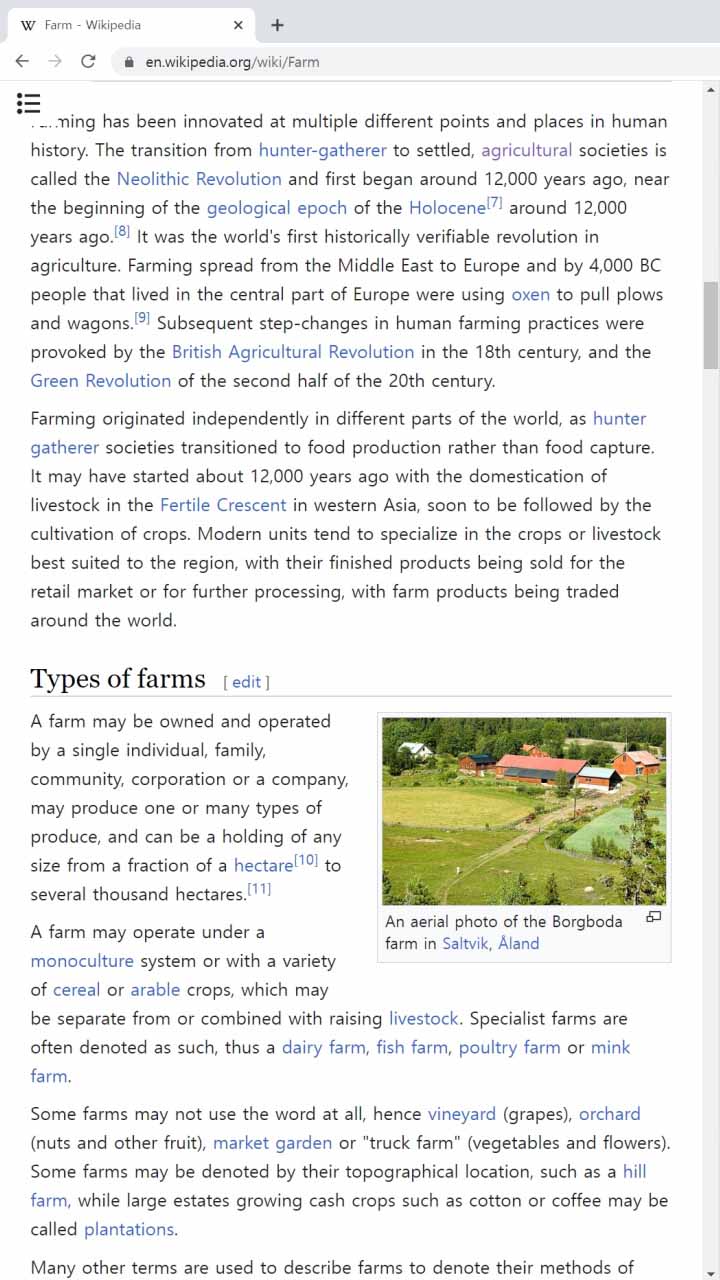 Farm - Wikipedia
en.wikipedia.org/wiki/Farm
ming has been innovated at multiple different points and places in human
history. The transition from hunter-gatherer to settled, agricultural societies is
called the Neolithic Revolution and first began around 12,000 years ago, near
the beginning of the geological epoch of the Holocene[7] around 12,000
years ago.[8] It was the world's first historically verifiable revolution in
agriculture. Farming spread from the Middle East to Europe and by 4,000 BC
people that lived in the central part of Europe were using oxen to pull plows
and wagons.[9] Subsequent step-changes in human farming practices were
provoked by the British Agricultural Revolution in the 18th century, and the
Green Revolution of the second half of the 20th century.
Farming originated independently in different parts of the world, as hunter
gatherer societies transitioned to food production rather than food capture.
It may have started about 12,000 years ago with the domestication of
livestock in the Fertile Crescent in western Asia, soon to be followed by the
cultivation of crops. Modern units tend to specialize in the crops or livestock
best suited to the region, with their finished products being sold for the
retail market or for further processing, with farm products being traded
around the world.
Types of farms [ edit ]
A farm may be owned and operated
by a single individual, family,
community, corporation or a company,
may produce one or many types of
produce, and can be a holding of any
size from a fraction of a hectare[10] to
several thousand hectares.[11]
An aerial photo of the Borgboda
farm in Saltvik, Åland
A farm may operate under a
monoculture system or with a variety
of cereal or arable crops, which may
be separate from or combined with raising livestock. Specialist farms are
often denoted as such, thus a dairy farm, fish farm, poultry farm or mink
farm.
Some farms may not use the word at all, hence vineyard (grapes), orchard
(nuts and other fruit), market garden or "truck farm" (vegetables and flowers).
Some farms may be denoted by their topographical location, such as a hill
farm, while large estates growing cash crops such as cotton or coffee may be
called plantations.
Many other terms are used to describe farms to denote their methods of